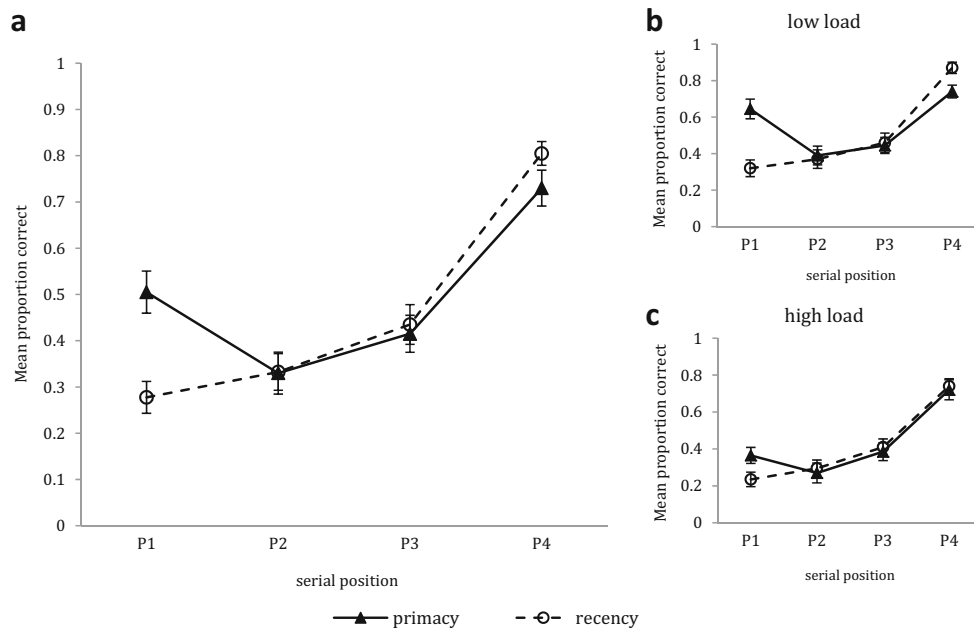 a
1
0.9
0.8
0.7
0.6
0.5
0.4
0.3
0.2
0.1
0
Mean proportion correct
P1 P2 P3 P4
serial position
b
low load
1
0.8
0.6
0.4
0.2
0
Mean proportion correct
P1 P2 P3 P4
serial position
c
high load
1
0.8
0.6
0.4
0.2
0
Mean proportion correct
P1 P2 P3 P4
serial position
primacy recency